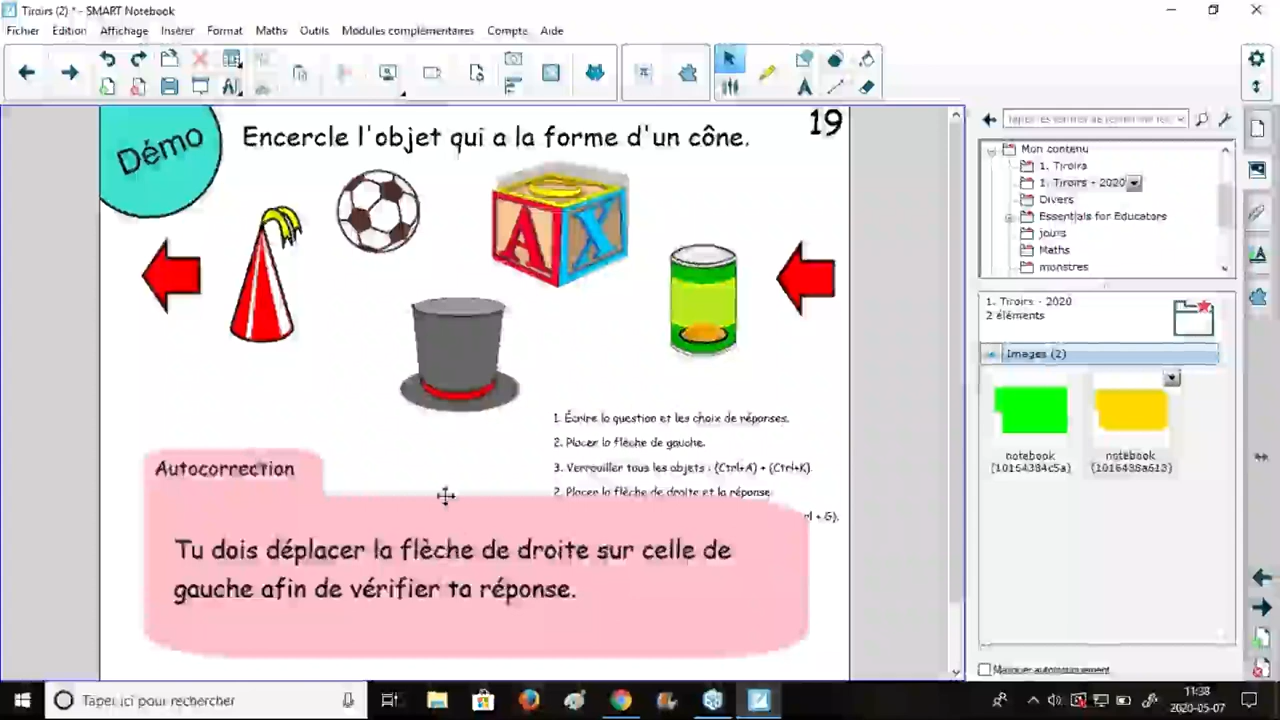 Tiroirs (2) * - SMART Notebook
Fichier Edition Affichage Insérer Format Maths Outils Modules complémentaires Compte Aide
Démo
Encercle l'objet qui a la forme d'un cône.
19
A X
1. Écrire la question et les choix de réponses.
2. Placer la flèche de gauche.
3. Verrouiller tous les objets : (Ctrl+A) + (Ctrl+K).
2. Placer la flèche de droite et la réponse
rl + G).
Autocorrection
Tu dois déplacer la flèche de droite sur celle de
gauche afin de vérifier ta réponse.
Mon contenu
1. Tiroirs
1. Tiroirs - 2020
Divers
Essentials for Educators
jours
Maths
monstres
1. Tiroirs - 2020
2 éléments
Images (2)
notebook
notebook
Masquer automatiquement
Taper ici pour rechercher
11:38
2020-05-07